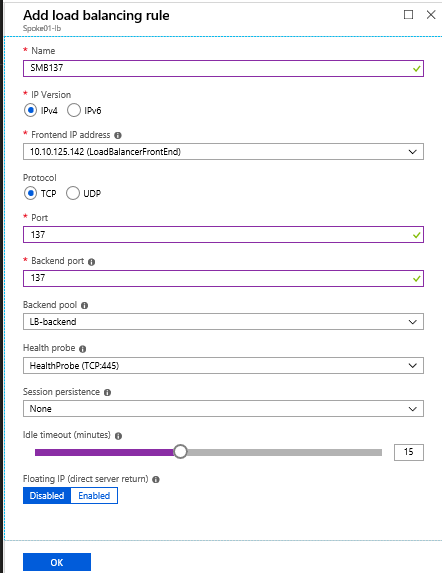 Add load balancing rule
Spoke01-lb
* Name
SMB137
* IP Version
IPv4 IPv6
* Frontend IP address
10.10.125.142 (LoadBalancerFrontEnd)
Protocol
TCP UDP
* Port
137
* Backend port
137
Backend pool
LB-backend
Health probe
HealthProbe (TCP:445)
Session persistence
None
Idle timeout (minutes)
15
Floating IP (direct server return)
Disabled Enabled
OK